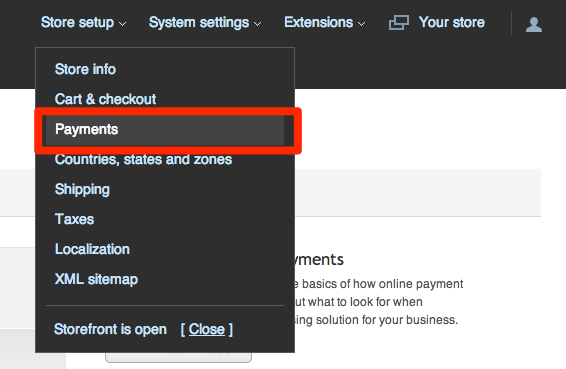 Store setup System settings Extensions Your store
Store info
Cart & checkout
Payments
Countries, states and zones
Shipping
Taxes
Localization
XML sitemap
Storefront is open [ Close ]
yments
e basics of how online payment
ut what to look for when
sing solution for your business.